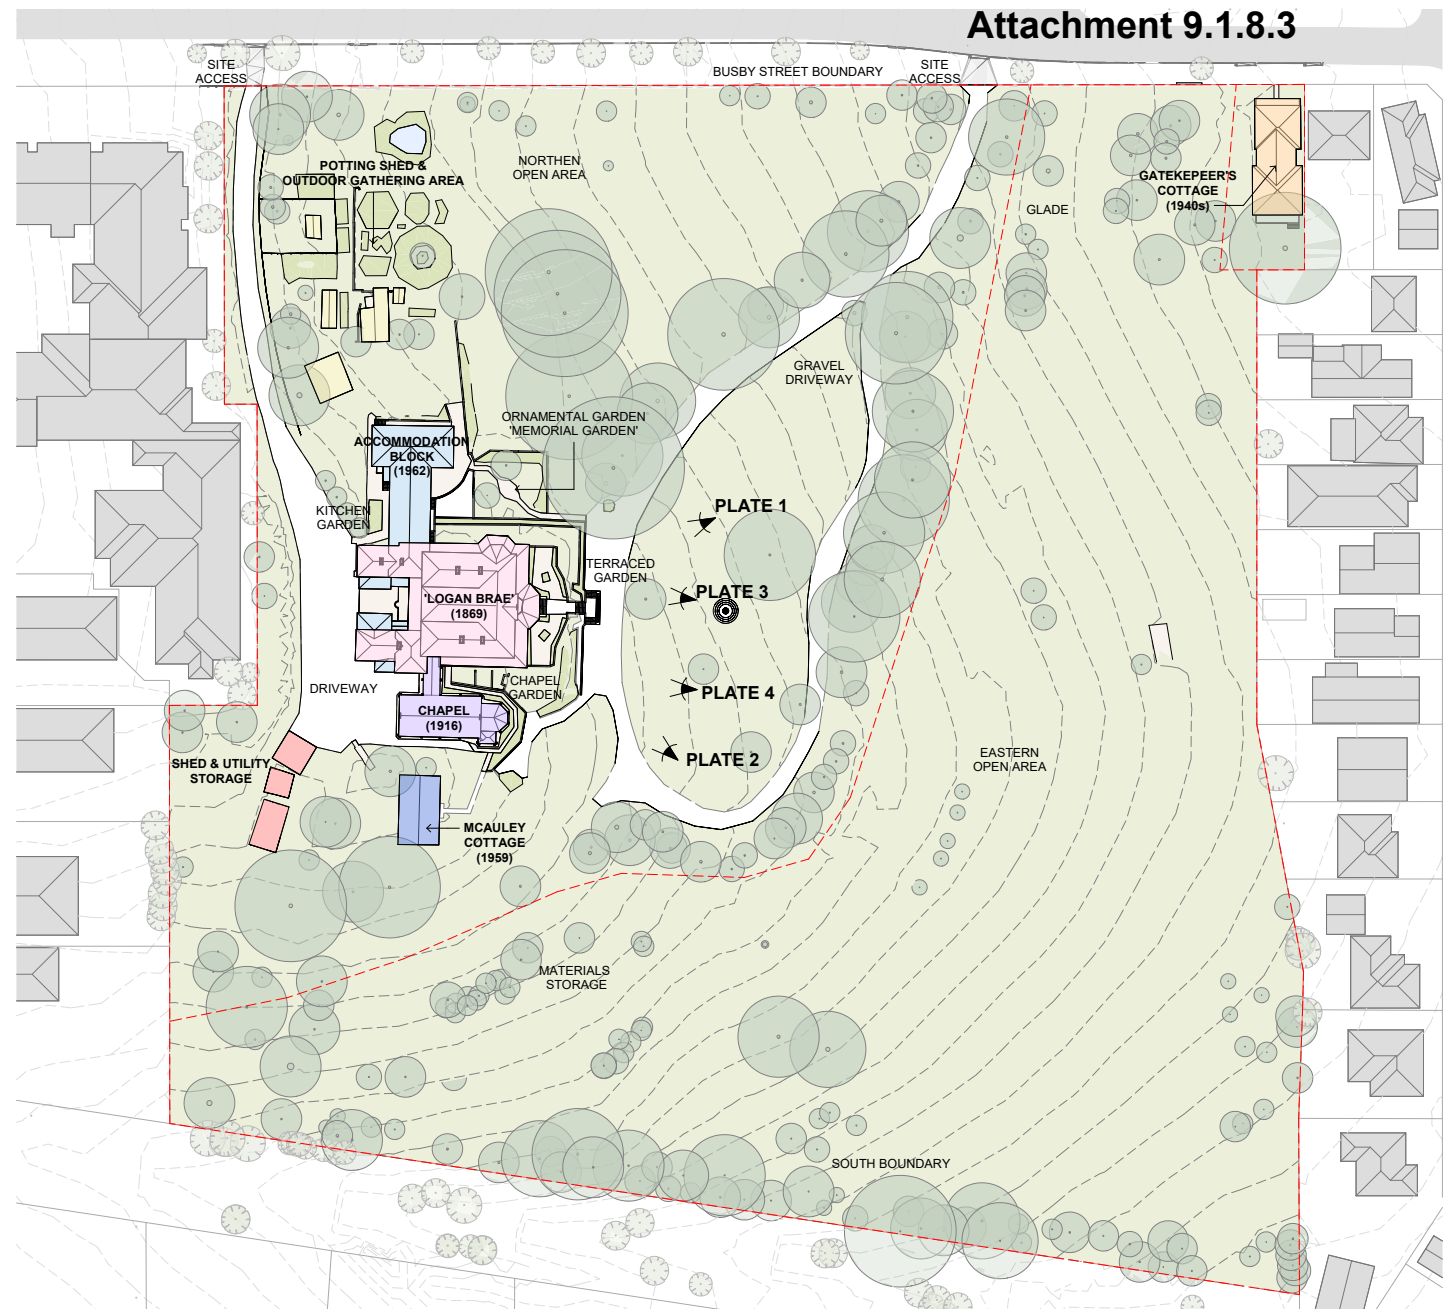 Attachment 9.1.8.3
SITE
ACCESS
BUSBY STREET BOUNDARY
SITE
ACCESS
POTTING SHED &
OUTDOOR GATHERING AREA
NORTHEN
OPEN AREA
GATEKEPEER'S
COTTAGE
(1940s)
GLADE
GRAVEL
DRIVEWAY
ORNAMENTAL GARDEN
'MEMORIAL GARDEN'
ACCOMMODATION
BLOCK
(1962)
KITCHEN
GARDEN
PLATE 1
TERRACED
GARDEN
PLATE 3
'LOGAN BRAE'
(1869)
DRIVEWAY
CHAPEL
GARDEN
PLATE 4
CHAPEL
(1916)
SHED & UTILITY
STORAGE
PLATE 2
EASTERN
OPEN AREA
MCAULEY
COTTAGE
(1959)
MATERIALS
STORAGE
SOUTH BOUNDARY